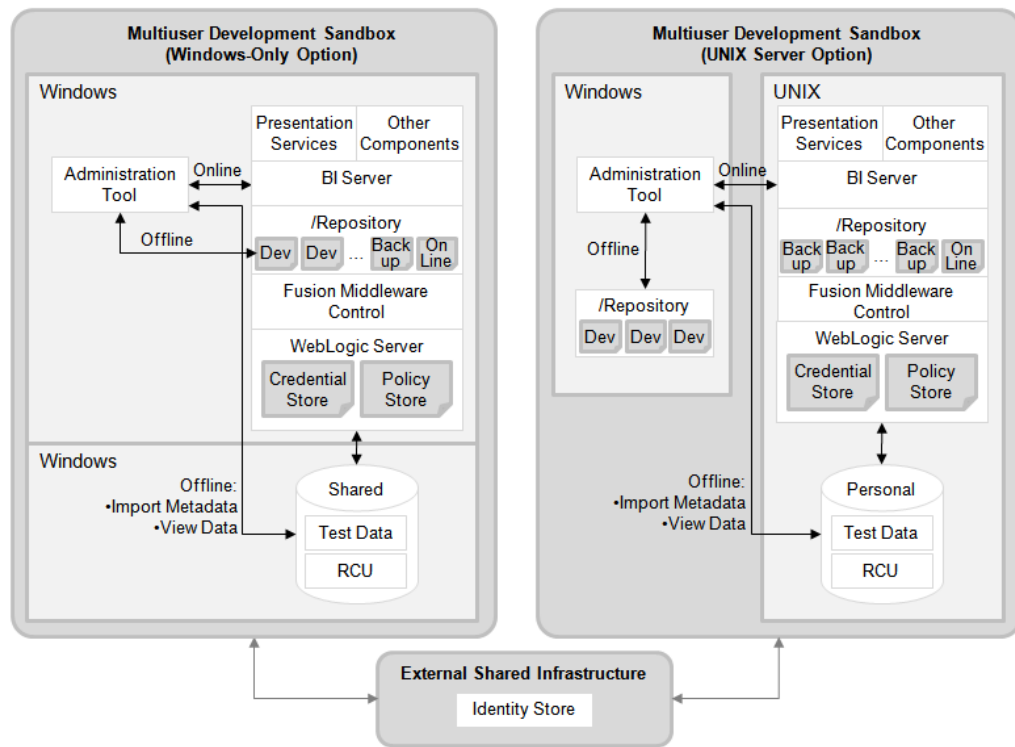 Multiuser Development Sandbox
(Windows-Only Option)
Windows
Presentation
Services
Other
Components
Administration
Tool
Online
BI Server
/Repository
Offline
Dev
Dev
...
Back
up
On
Line
Fusion Middleware
Control
WebLogic Server
Credential
Store
Policy
Store
Windows
Offline:
•Import Metadata
•View Data
Shared
Test Data
RCU
Multiuser Development Sandbox
(UNIX Server Option)
Windows
UNIX
Presentation
Services
Other
Components
Administration
Tool
Online
BI Server
/Repository
Back
up
Back
up
...
Back
up
On
Line
Offline
/Repository
Dev
Dev
Dev
Fusion Middleware
Control
WebLogic Server
Credential
Store
Policy
Store
Offline:
•Import Metadata
•View Data
Personal
Test Data
RCU
External Shared Infrastructure
Identity Store